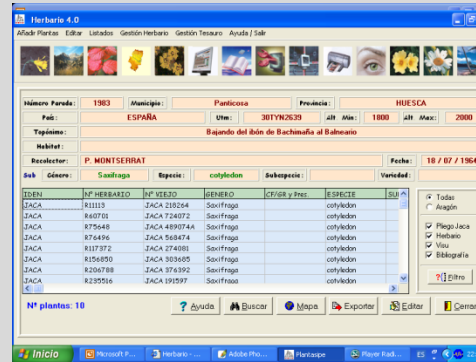 Herbario 4.0
Añadir Plantas Editar Listados Gestión Herbario Gestión Tesauro Ayuda / Salir
Número Parada: 1983 Municipio: Panticosa Provincia: HUESCA
País: ESPAÑA Utm: 30TYN2639 Alt Min: 1800 Alt Max: 2000
Topónimo: Bajando del ibón de Bachimaña al Balneario
Habitat:
Recolector: P. MONTSERRAT Fecha: 18 / 07 / 1964
Sub Género: Saxifraga Especie: cotyledon Subespecie: Variedad:
IDEN Nº HERBARIO Nº VIEJO GENERO CF/GR y Pres. ESPECIE SU
JACA R11113 JACA 218264 Saxifraga cotyledon
JACA R60701 JACA 724072 Saxifraga cotyledon
JACA R75648 JACA 489074A Saxifraga cotyledon
JACA R76496 JACA 568474 Saxifraga cotyledon
JACA R117372 JACA 274081 Saxifraga cotyledon
JACA R156850 JACA 303685 Saxifraga cotyledon
JACA R206788 JACA 376392 Saxifraga cotyledon
JACA R235516 JACA 191597 Saxifraga cotyledon
Todas
Aragón
Pliego Jaca
Herbario
Visu
Bibliografía
Filtro
Nº plantas: 10 Ayuda Buscar Mapa Exportar Editar Cerrar
Inicio Microsoft P... Herbario - ... Adobe Pho... Plantaspe Player Radi... ES